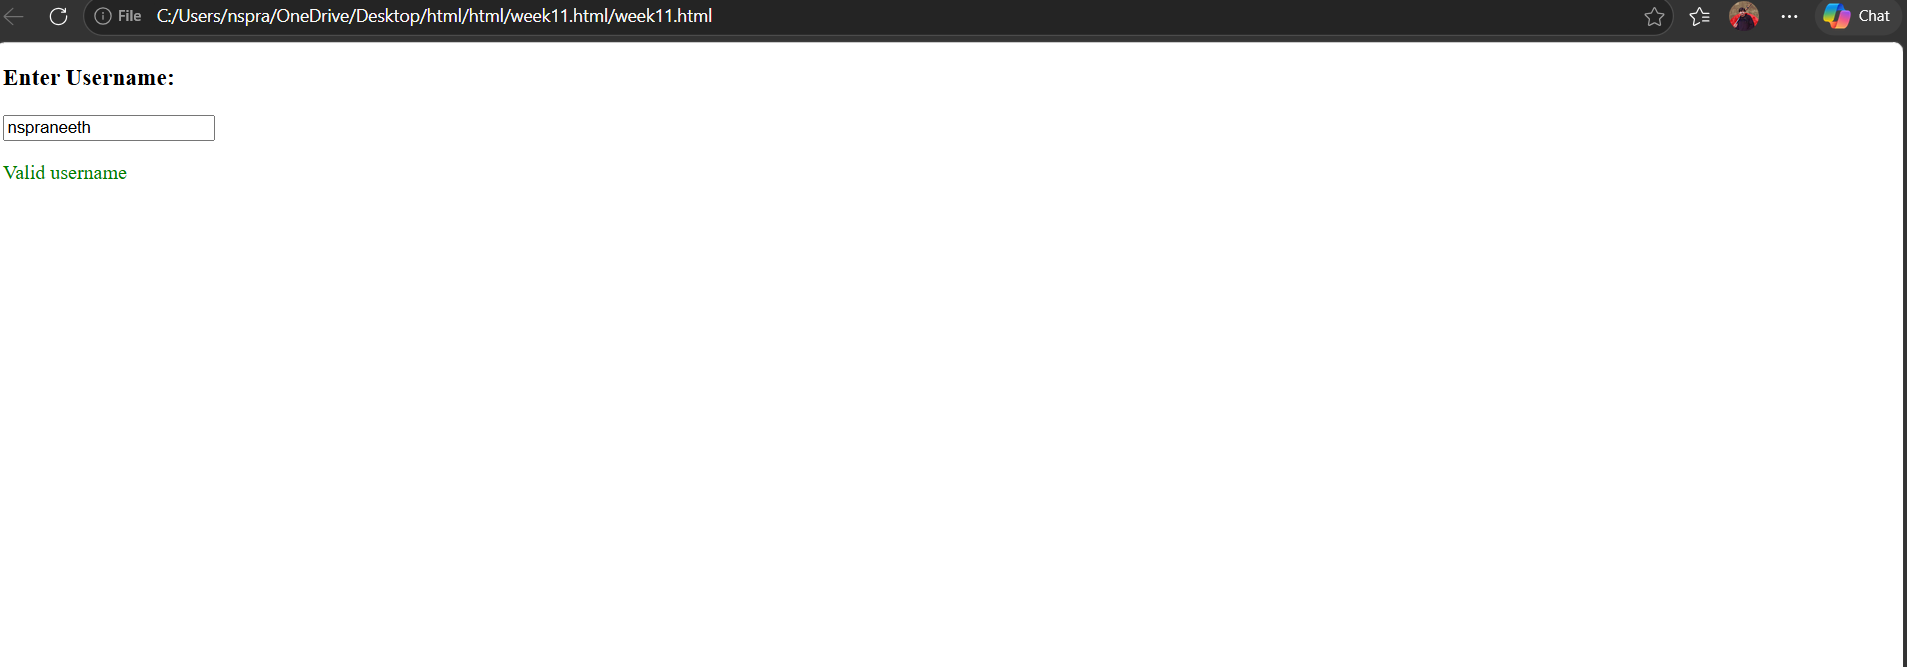 File C:/Users/nspra/OneDrive/Desktop/html/html/week11.html/week11.html Chat
Enter Username:
nspraneeth
Valid username